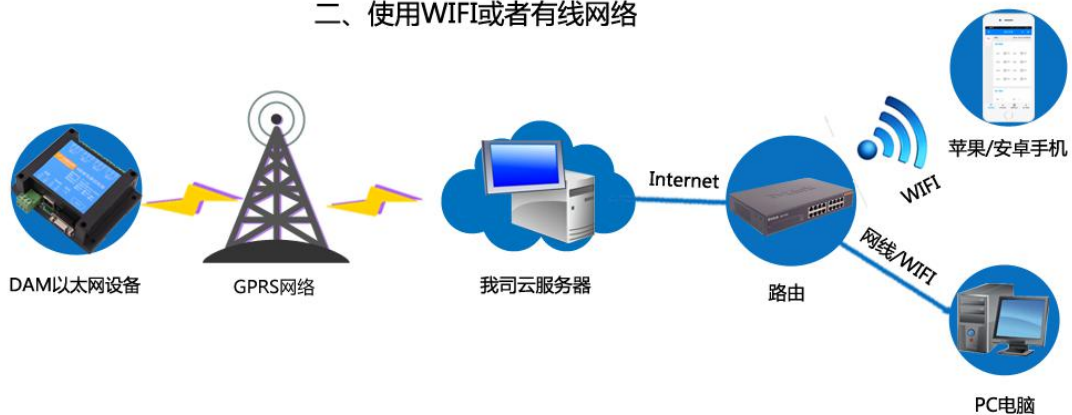 二、使用WIFI或者有线网络
苹果/安卓手机
Internet
WIFI
网线/WIFI
DAM以太网设备
GPRS网络
我司云服务器
路由
PC电脑